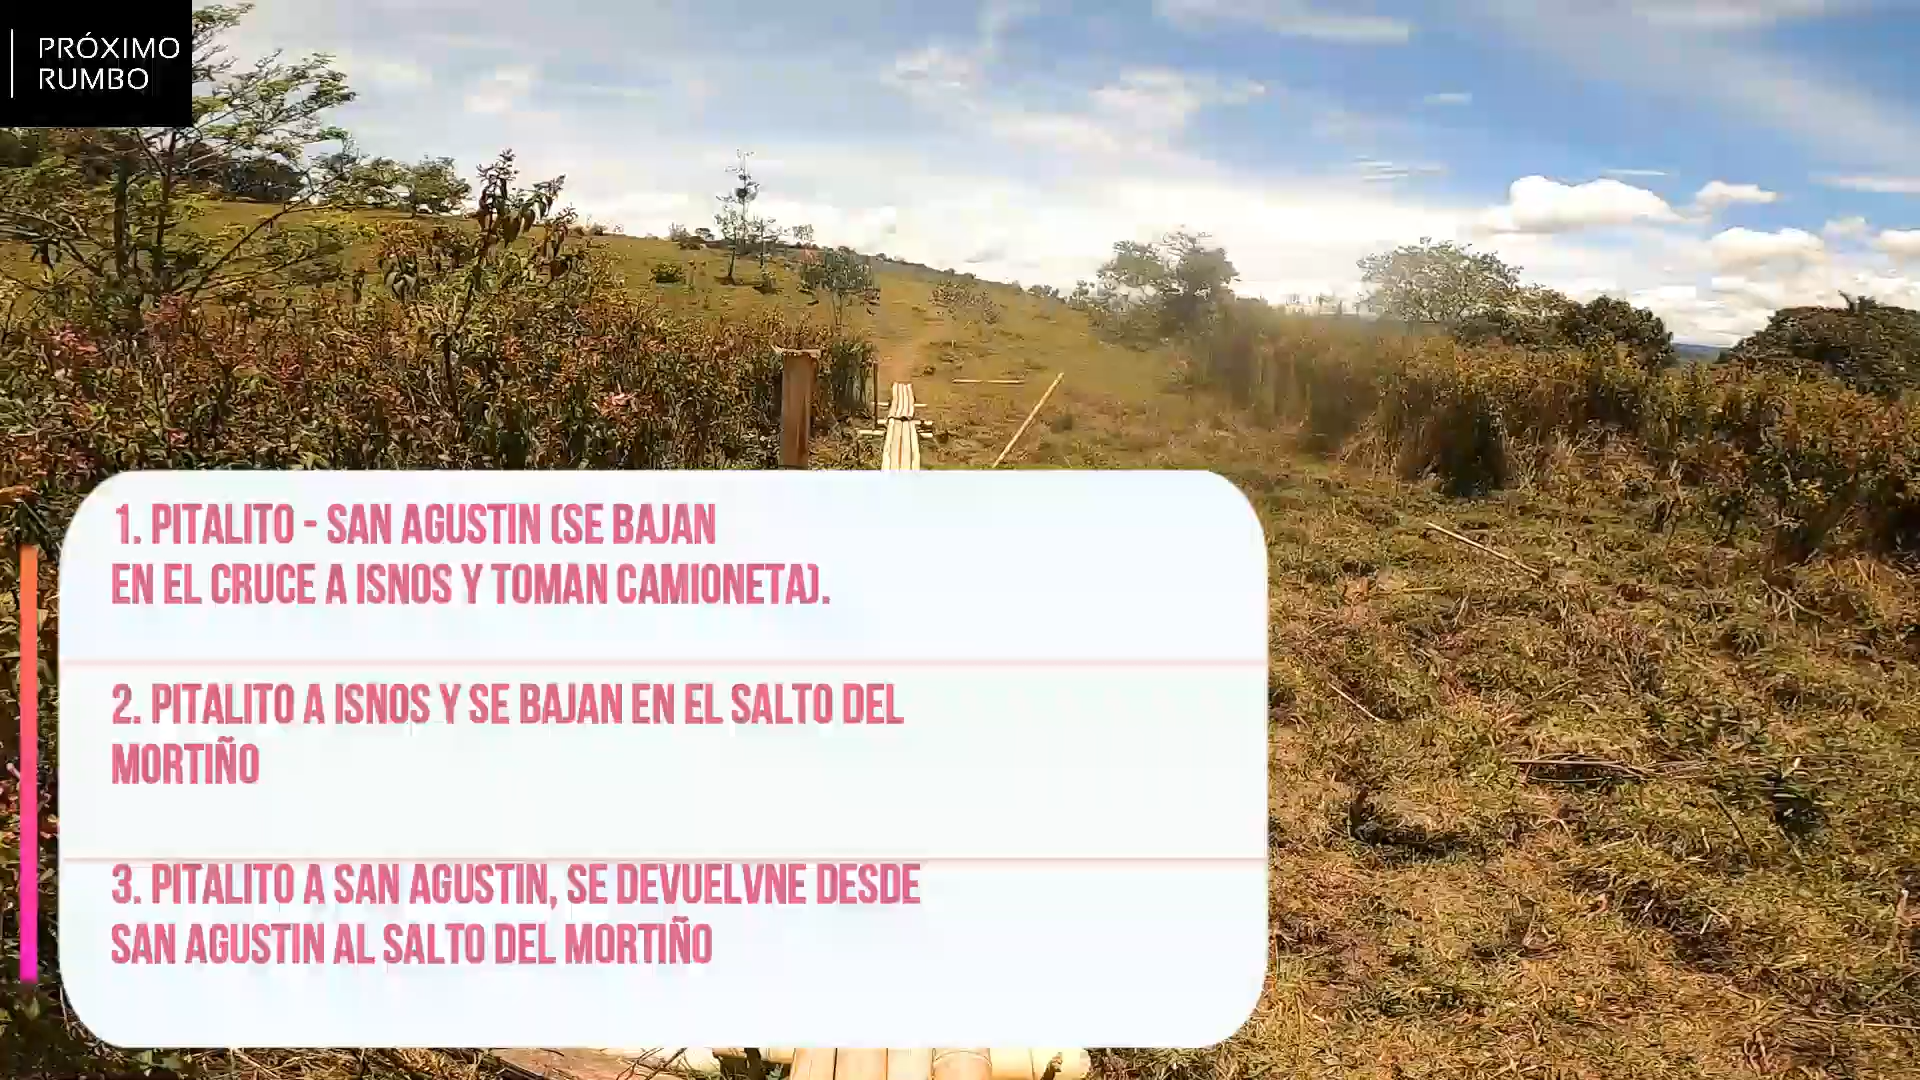 PRÓXIMO
RUMBO
1. PITALITO - SAN AGUSTIN (SE BAJAN
EN EL CRUCE A ISNOS Y TOMAN CAMIONETA).
2. PITALITO A ISNOS Y SE BAJAN EN EL SALTO DEL
MORTIÑO
3. PITALITO A SAN AGUSTIN, SE DEVUELVNE DESDE
SAN AGUSTIN AL SALTO DEL MORTIÑO